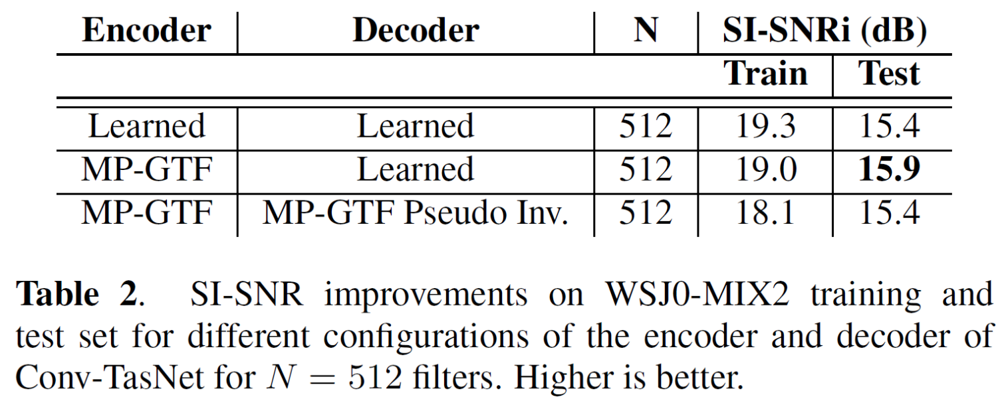 Encoder Decoder N SI-SNRi (dB)
Train Test
Learned Learned 512 19.3 15.4
MP-GTF Learned 512 19.0 15.9
MP-GTF MP-GTF Pseudo Inv. 512 18.1 15.4
Table 2. SI-SNR improvements on WSJ0-MIX2 training and
test set for different configurations of the encoder and decoder of
Conv-TasNet for N = 512 filters. Higher is better.